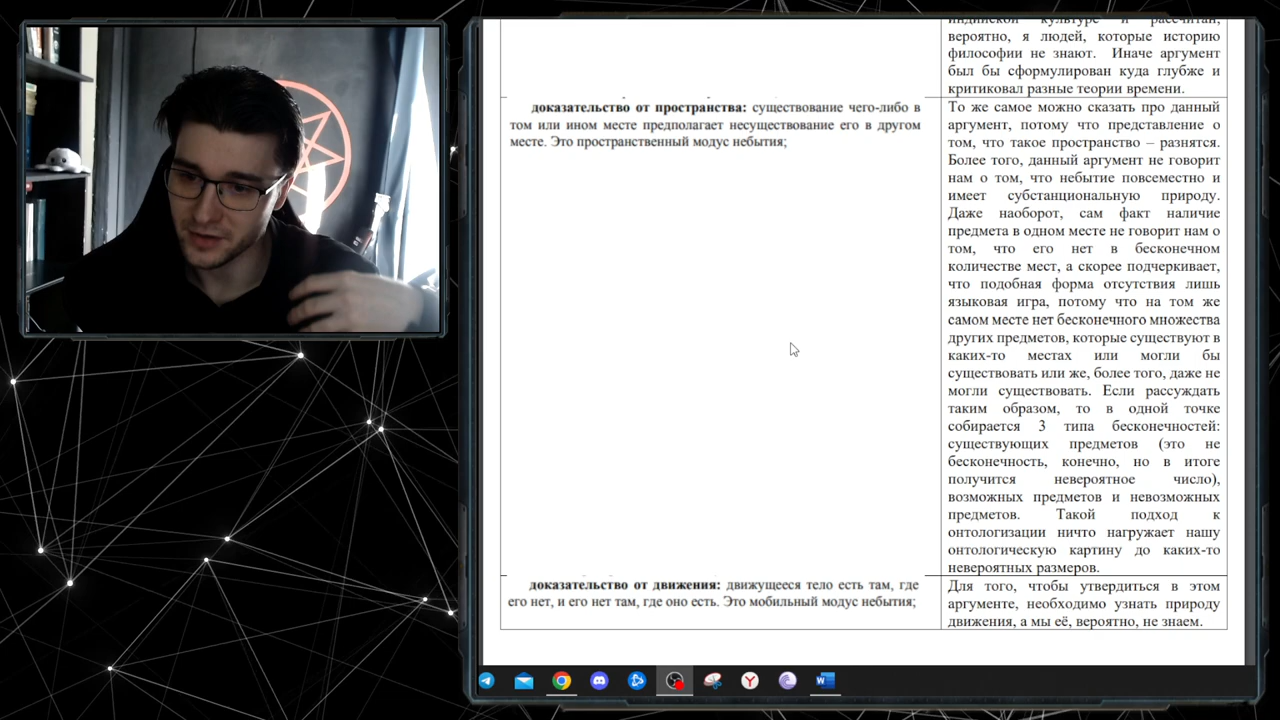 индийской культуре и рассчитан,
вероятно, я людей, которые историю
философии не знают. Иначе аргумент
был бы сформулирован куда глубже и
критиковал разные теории времени.
доказательство от пространства: существование чего-либо в
том или ином месте предполагает несуществование его в другом
месте. Это пространственный модус небытия;
То же самое можно сказать про данный
аргумент, потому что представление о
том, что такое пространство – разнятся.
Более того, данный аргумент не говорит
нам о том, что небытие повсеместно и
имеет субстанциональную природу.
Даже наоборот, сам факт наличие
предмета в одном месте не говорит нам о
том, что его нет в бесконечном
количестве мест, а скорее подчеркивает,
что подобная форма отсутствия лишь
языковая игра, потому что на том же
самом месте нет бесконечного множества
других предметов, которые существуют в
каких-то местах или могли бы
существовать или же, более того, даже не
могли существовать. Если рассуждать
таким образом, то в одной точке
собирается 3 типа бесконечностей:
существующих предметов (это не
бесконечность, конечно, но в итоге
получится невероятное число),
возможных предметов и невозможных
предметов. Такой подход к
онтологизации ничто нагружает нашу
онтологическую картину до каких-то
невероятных размеров.
доказательство от движения: движущееся тело есть там, где
его нет, и его нет там, где оно есть. Это мобильный модус небытия;
Для того, чтобы утвердиться в этом
аргументе, необходимо узнать природу
движения, а мы её, вероятно, не знаем.